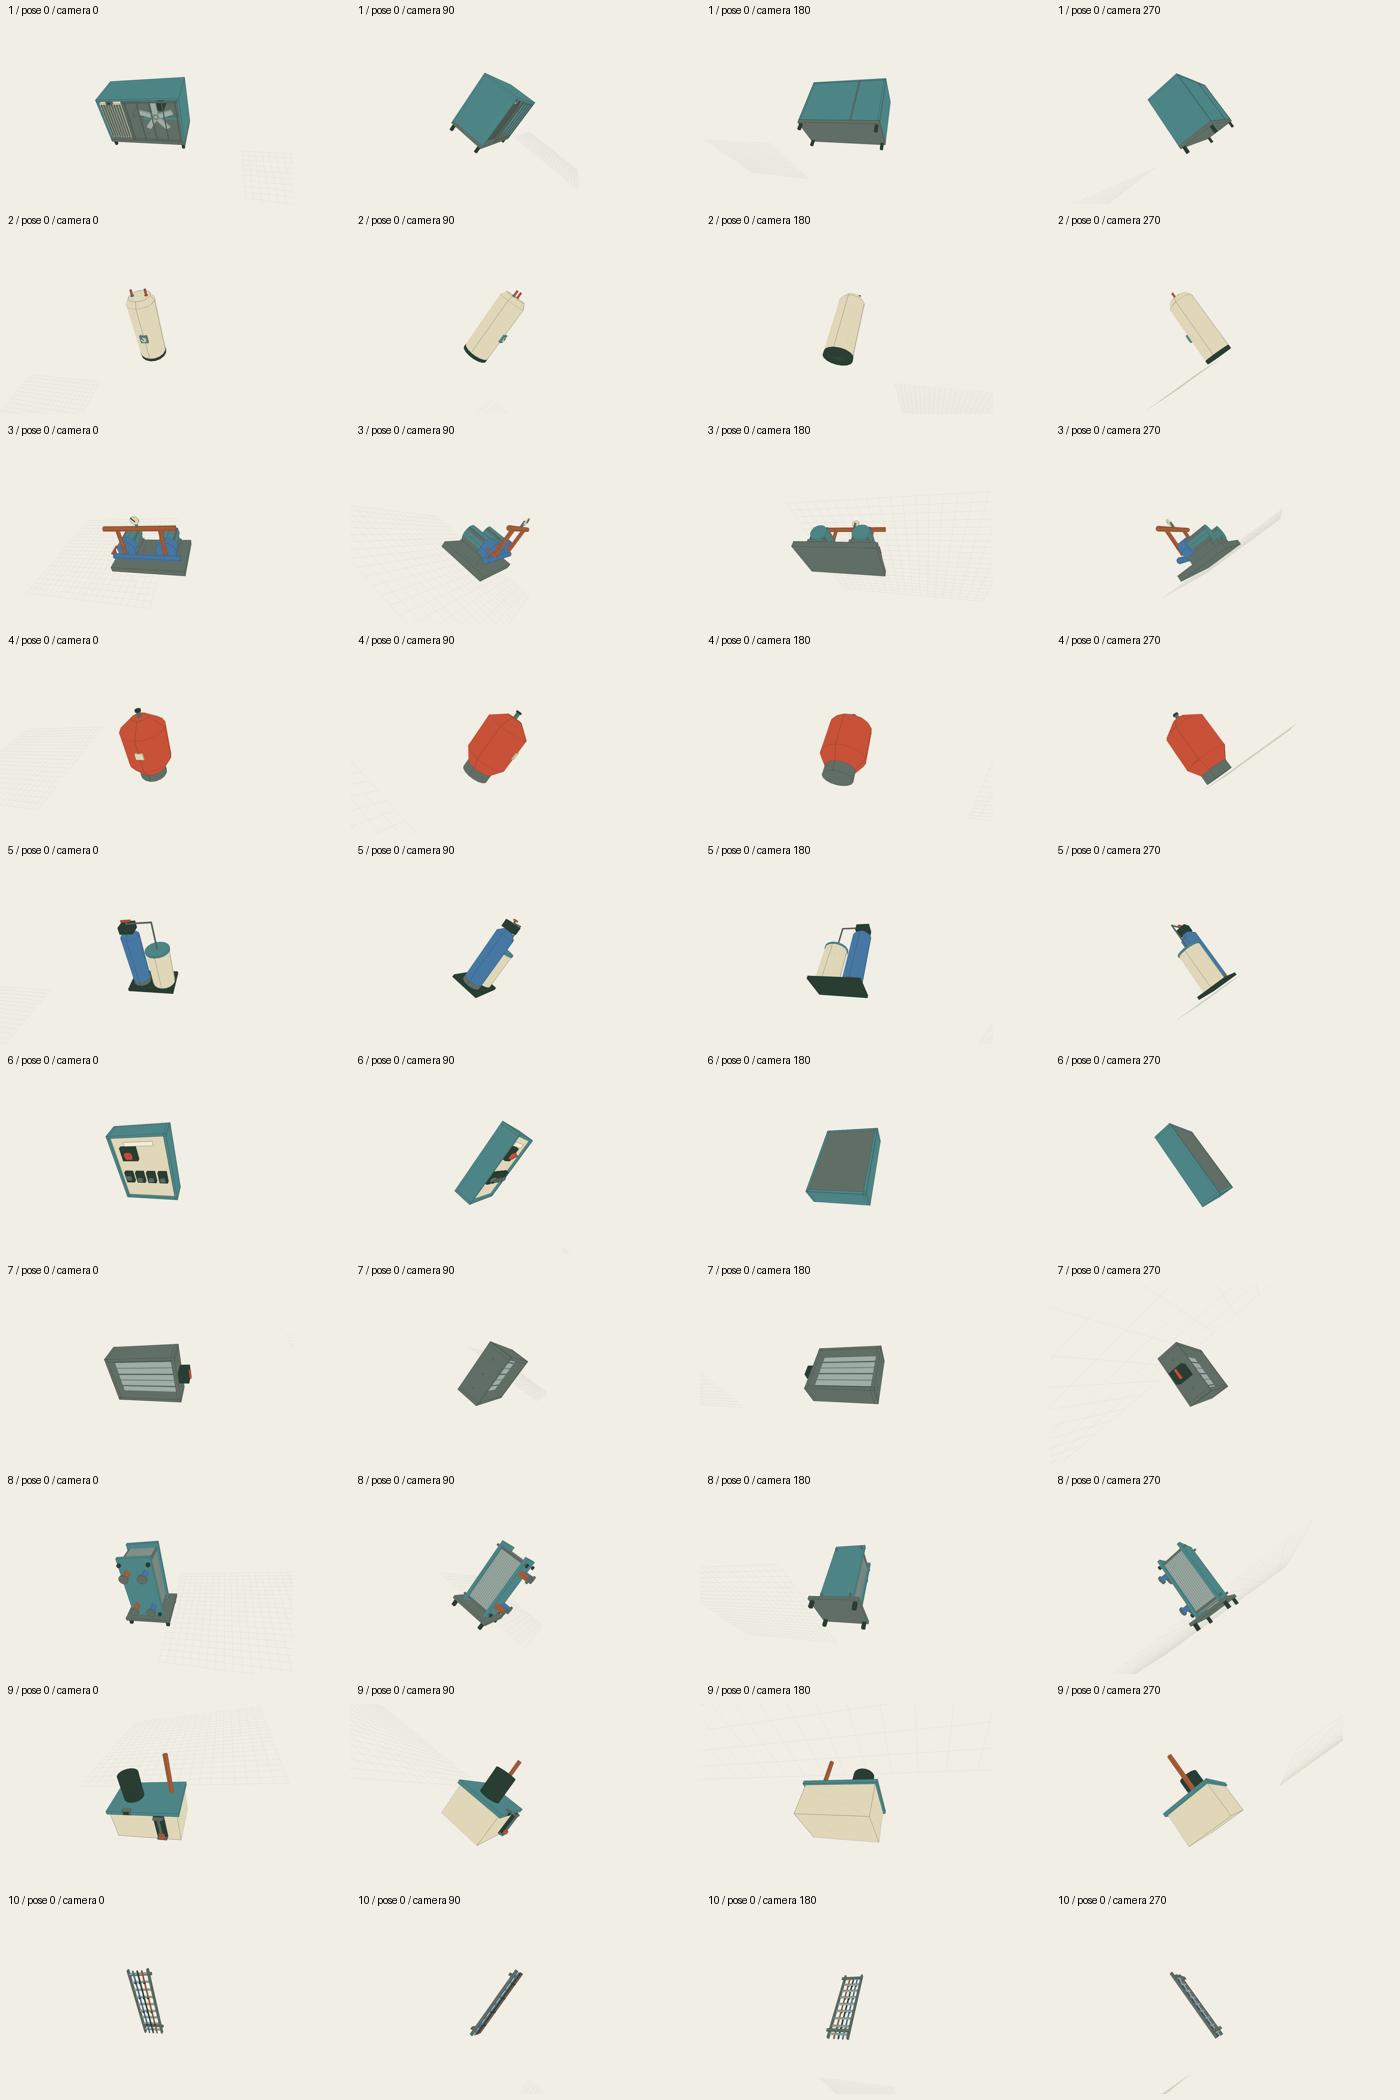 1 / pose 0 / camera 0
1 / pose 0 / camera 90
1 / pose 0 / camera 180
1 / pose 0 / camera 270
2 / pose 0 / camera 0
2 / pose 0 / camera 90
2 / pose 0 / camera 180
2 / pose 0 / camera 270
3 / pose 0 / camera 0
3 / pose 0 / camera 90
3 / pose 0 / camera 180
3 / pose 0 / camera 270
4 / pose 0 / camera 0
4 / pose 0 / camera 90
4 / pose 0 / camera 180
4 / pose 0 / camera 270
5 / pose 0 / camera 0
5 / pose 0 / camera 90
5 / pose 0 / camera 180
5 / pose 0 / camera 270
6 / pose 0 / camera 0
6 / pose 0 / camera 90
6 / pose 0 / camera 180
6 / pose 0 / camera 270
7 / pose 0 / camera 0
7 / pose 0 / camera 90
7 / pose 0 / camera 180
7 / pose 0 / camera 270
8 / pose 0 / camera 0
8 / pose 0 / camera 90
8 / pose 0 / camera 180
8 / pose 0 / camera 270
9 / pose 0 / camera 0
9 / pose 0 / camera 90
9 / pose 0 / camera 180
9 / pose 0 / camera 270
10 / pose 0 / camera 0
10 / pose 0 / camera 90
10 / pose 0 / camera 180
10 / pose 0 / camera 270